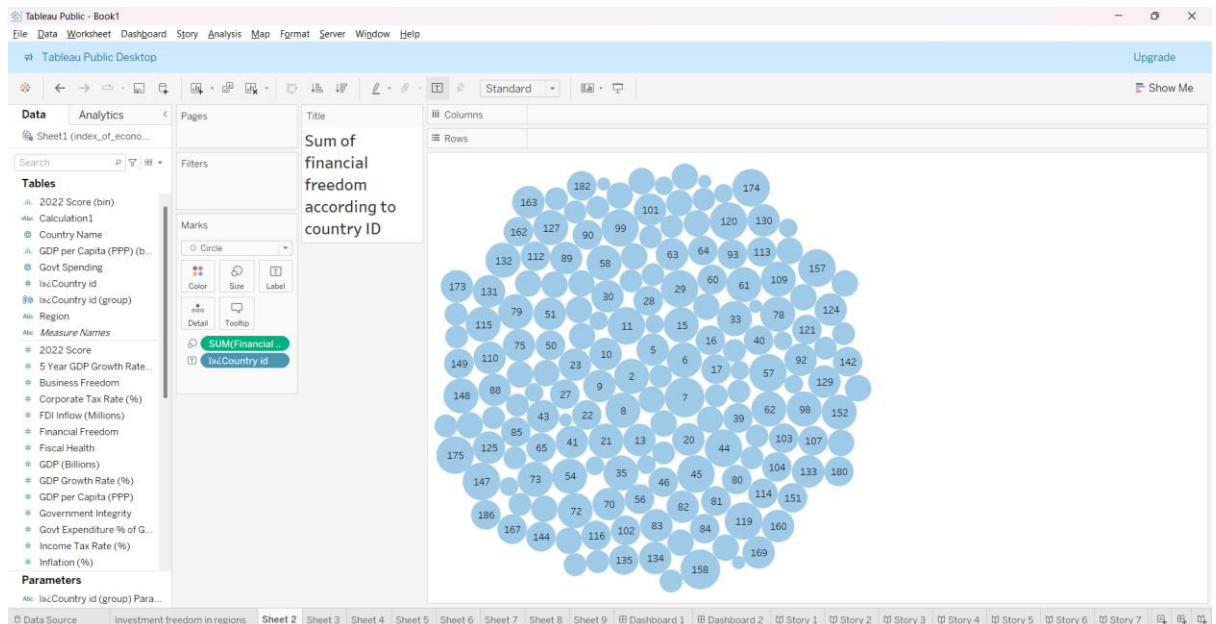 Tableau Public - Book1
File Data Worksheet Dashboard Story Analysis Map Format Server Window Help
Tableau Public Desktop
Upgrade
Standard
Show Me
Data Analytics
Sheet1 (index_of_econo...
Search
Tables
2022 Score (bin)
Calculation1
Country Name
GDP per Capita (PPP) (b...
Govt Spending
ï»¿Country id
ï»¿Country id (group)
Region
Measure Names
2022 Score
5 Year GDP Growth Rate...
Business Freedom
Corporate Tax Rate (%)
FDI Inflow (Millions)
Financial Freedom
Fiscal Health
GDP (Billions)
GDP Growth Rate (%)
GDP per Capita (PPP)
Government Integrity
Govt Expenditure % of G...
Income Tax Rate (%)
Inflation (%)
Parameters
ï»¿Country id (group) Para...
Pages
Filters
Marks
Circle
Color Size Label
Detail Tooltip
SUM(Financial ..
ï»¿Country id
Title
Sum of
financial
freedom
according to
country ID
Columns
Rows
182 174
163 101
162 127 90 99 120 130
132 112 89 58 63 64 93 113 157
173 131 30 28 29 60 61 109
115 79 51 11 15 33 78 124
75 50 16 40 121
149 110 23 10 5 6 17 57 92 142
148 88 27 9 2 7 129
43 22 8 39 62 98 152
85 41 21 13 20 103 107
175 125 65 44
147 73 54 35 46 45 80 104 133 180
186 72 70 56 82 81 114 151
167 144 116 102 83 84 119 160
135 134 158 169
Data Source Investment freedom in regions Sheet 2 Sheet 3 Sheet 4 Sheet 5 Sheet 6 Sheet 7 Sheet 8 Sheet 9 Dashboard 1 Dashboard 2 Story 1 Story 2 Story 3 Story 4 Story 5 Story 6 Story 7